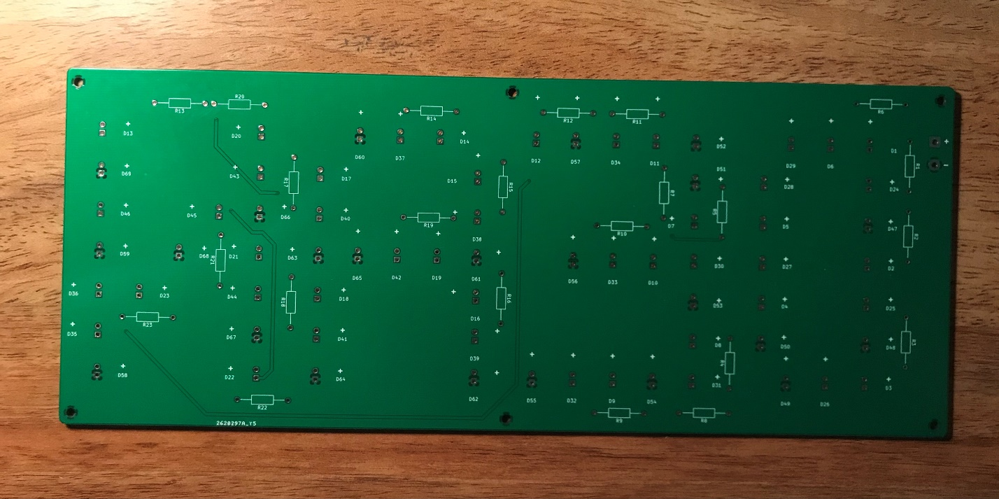 R20
R13
R14
R12
R11
R6
D13
D20
D14
D60
D37
D12
D57
D34
D11
D52
D29
D6
D1
+
R1
-
D69
D43
R17
D17
D15
R15
D51
D28
D24
R7
D46
D45
D66
D40
R19
R10
D7
R5
D5
D47
R2
D38
D59
D68
R21
D21
D63
D65
D42
D19
D61
D56
D33
D10
D30
D27
D2
D36
D23
D44
R18
D18
R16
D16
D53
D4
D25
R23
D35
D67
D41
D39
D8
R4
D50
D48
R3
D58
D22
D64
D62
D55
D32
D9
D54
D31
D49
D26
D3
R22
R9
R8
2620297A_Y5